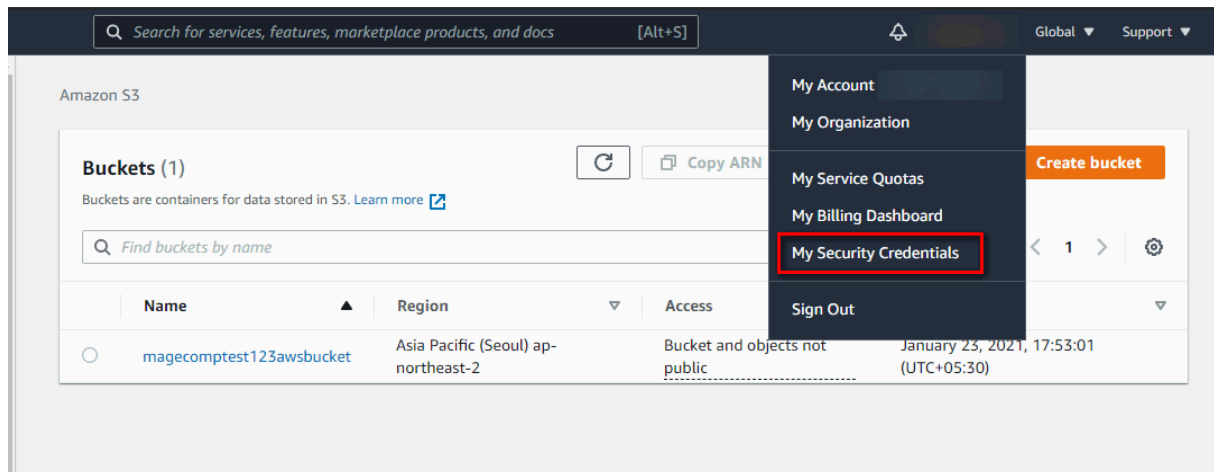 Search for services, features, marketplace products, and docs [Alt+S]
Global ▼ Support ▼
Amazon S3
My Account
My Organization
My Service Quotas
My Billing Dashboard
My Security Credentials
Sign Out
Buckets (1)
Copy ARN
Create bucket
Buckets are containers for data stored in S3. Learn more
Find buckets by name
1
Name Region Access
magecomptest123awsbucket
Asia Pacific (Seoul) ap-
northeast-2
Bucket and objects not
public
January 23, 2021, 17:53:01
(UTC+05:30)